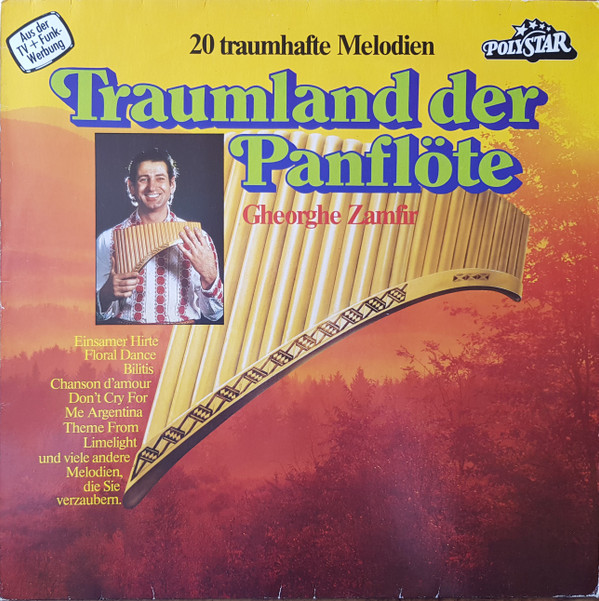 Aus der
TV + Funk-
Werbung
20 traumhafte Melodien
POLYSTAR
Traumland der
Panflöte
Gheorghe Zamfir
Einsamer Hirte
Floral Dance
Bilitis
Chanson d'amour
Don't Cry For
Me Argentina
Theme From
Limelight
und viele andere
Melodien,
die Sie
verzaubern.